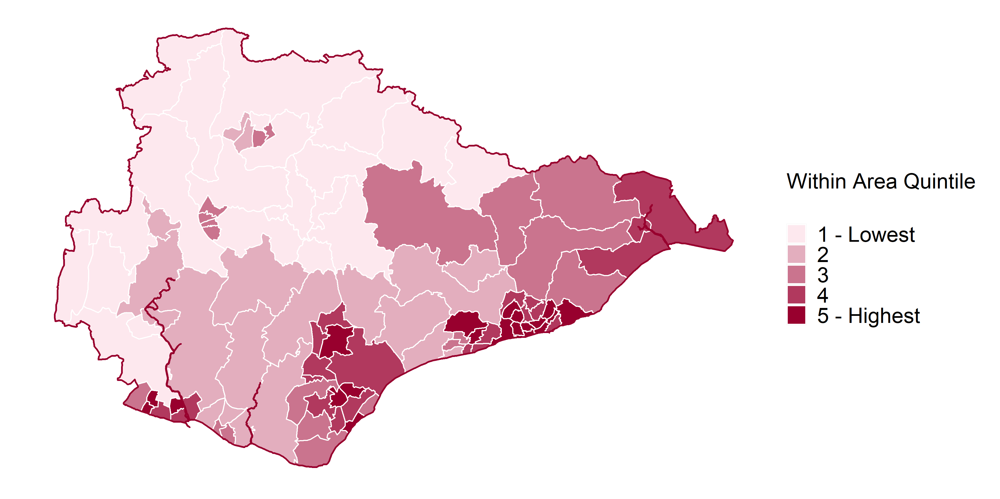 Within Area Quintile
1 - Lowest
2
3
4
5 - Highest